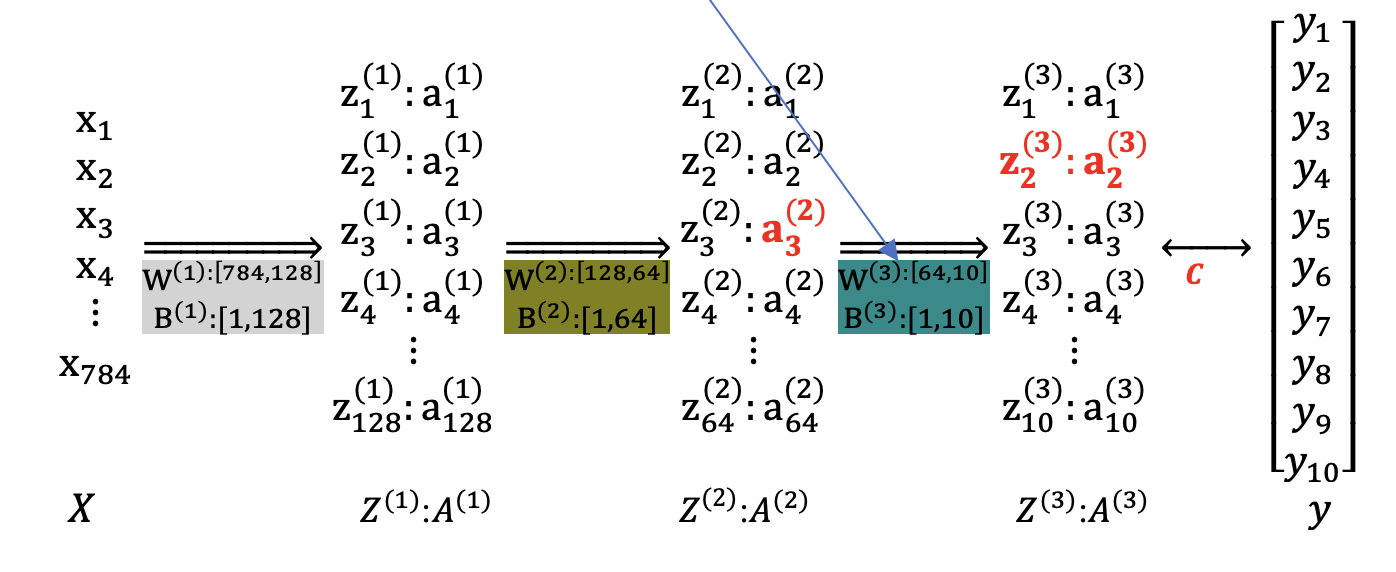 x₁
x₂
x₃
x₄
⋮
x₇₈₄
X
W⁽¹⁾:[784,128]
B⁽¹⁾:[1,128]
z₁⁽¹⁾:a₁⁽¹⁾
z₂⁽¹⁾:a₂⁽¹⁾
z₃⁽¹⁾:a₃⁽¹⁾
z₄⁽¹⁾:a₄⁽¹⁾
⋮
z₁₂₈⁽¹⁾:a₁₂₈⁽¹⁾
Z⁽¹⁾:A⁽¹⁾
W⁽²⁾:[128,64]
B⁽²⁾:[1,64]
z₁⁽²⁾:a₁⁽²⁾
z₂⁽²⁾:a₂⁽²⁾
z₃⁽²⁾:a₃⁽²⁾
z₄⁽²⁾:a₄⁽²⁾
⋮
z₆₄⁽²⁾:a₆₄⁽²⁾
Z⁽²⁾:A⁽²⁾
W⁽³⁾:[64,10]
B⁽³⁾:[1,10]
z₁⁽³⁾:a₁⁽³⁾
z₂⁽³⁾:a₂⁽³⁾
z₃⁽³⁾:a₃⁽³⁾
z₄⁽³⁾:a₄⁽³⁾
⋮
z₁₀⁽³⁾:a₁₀⁽³⁾
Z⁽³⁾:A⁽³⁾
C
y₁
y₂
y₃
y₄
y₅
y₆
y₇
y₈
y₉
y₁₀
y